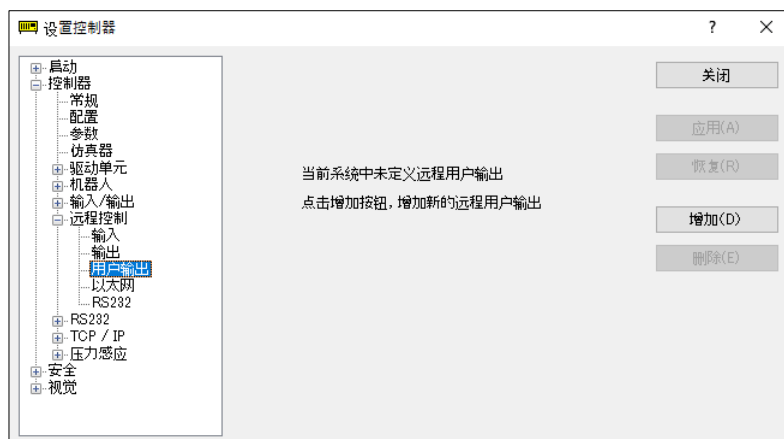 设置控制器
?
×
启动
控制器
常规
配置
参数
仿真器
驱动单元
机器人
输入/输出
远程控制
输入
输出
用户输出
以太网
RS232
RS232
TCP / IP
压力感应
安全
视觉
当前系统中未定义远程用户输出
点击增加按钮,增加新的远程用户输出
关闭
应用(A)
恢复(R)
增加(D)
删除(E)